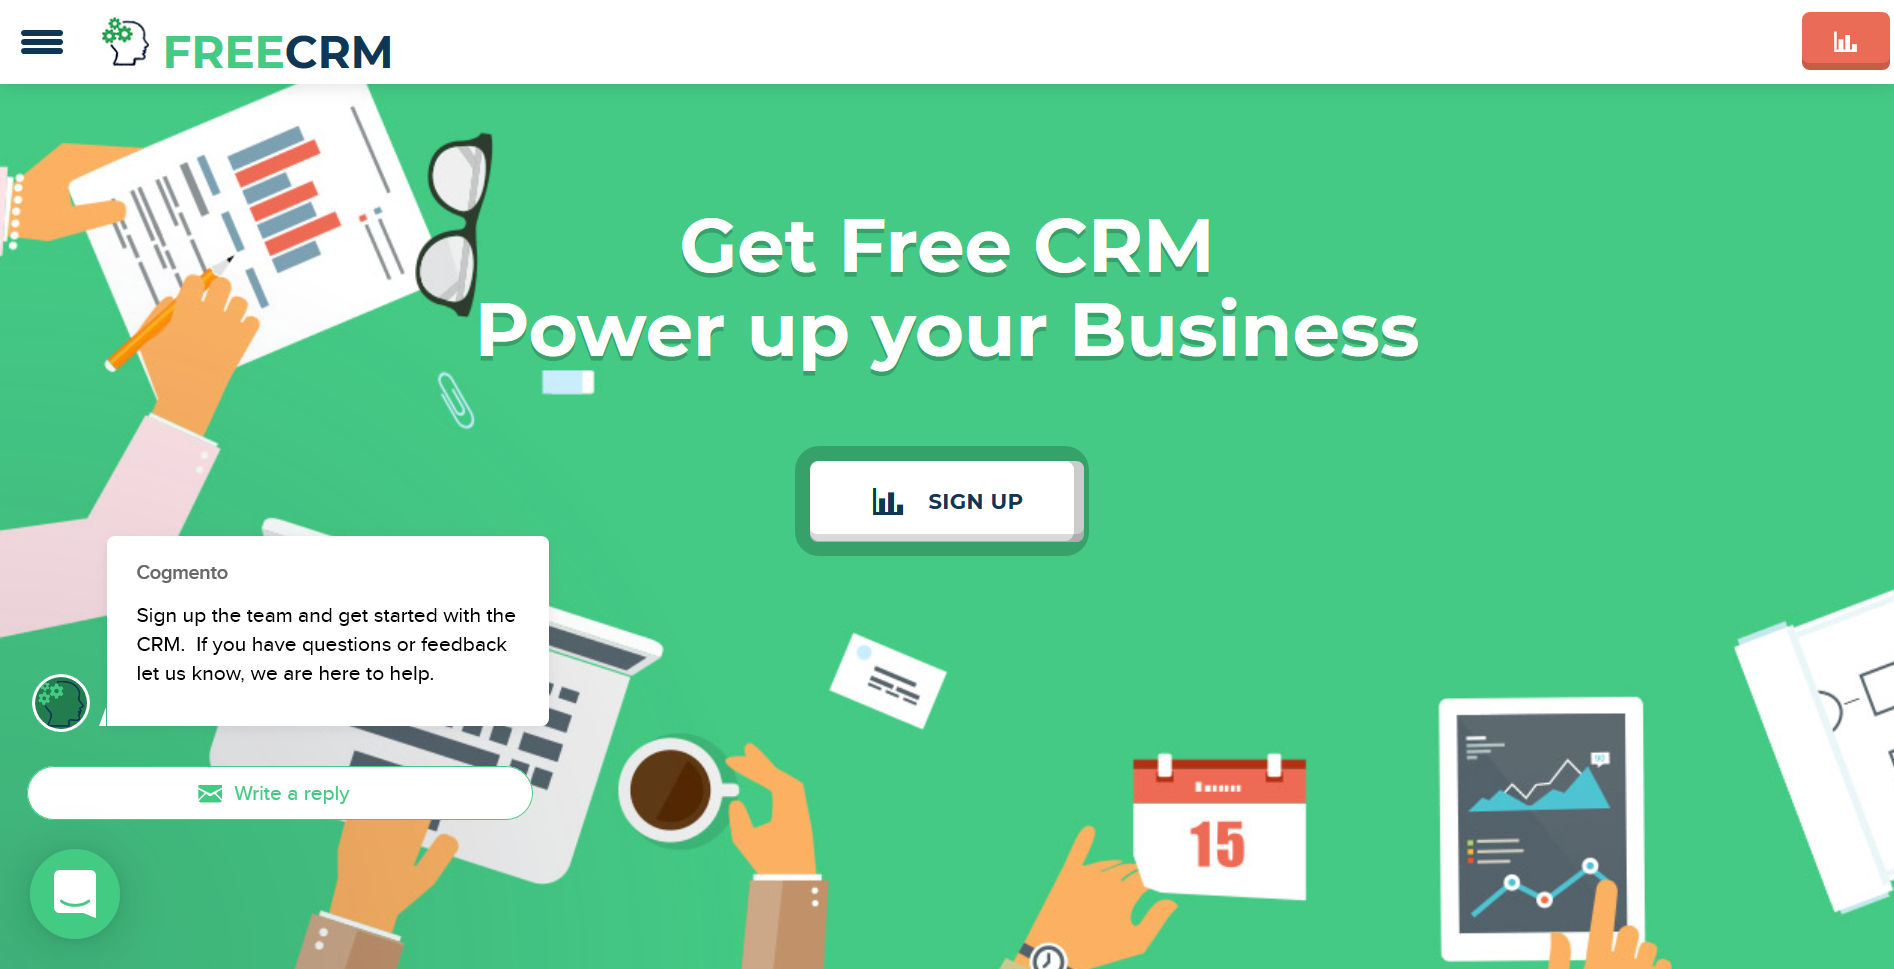 FREECRM
Get Free CRM
Power up your Business
SIGN UP
Cogmento
Sign up the team and get started with the
CRM.  If you have questions or feedback
let us know, we are here to help.
Write a reply
15